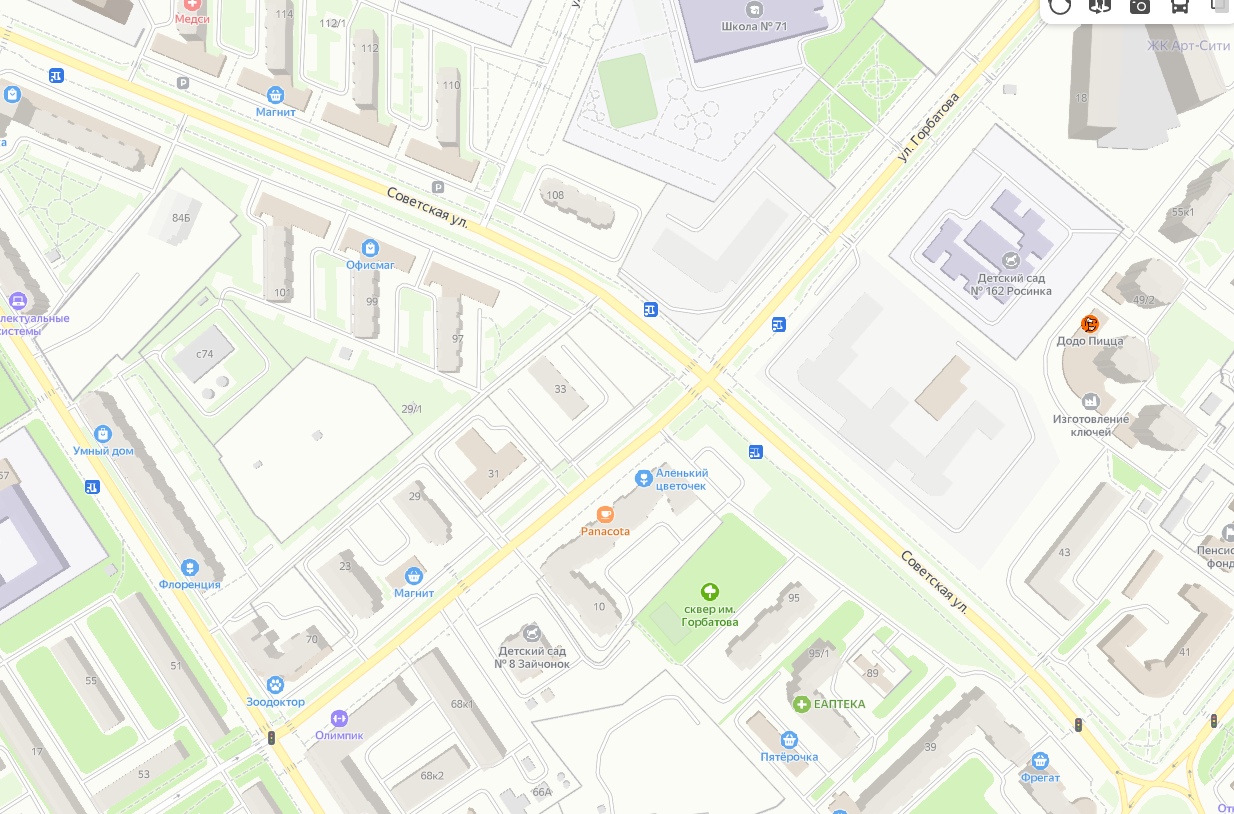 Медси
114
112/1
112
110
Школа № 71
ЖК Арт-Сити
18
ул. Горбатова
Магнит
Советская ул.
108
84Б
55к1
Офисмаг
99
97
Детский сад
№ 162 Росинка
49/2
Додо Пицца
с74
33
29/1
Изготовление
ключей
Умный дом
31
Аленький
цветочек
29
Panacota
57
23
Магнит
Флоренция
43
Советская ул.
сквер им.
Горбатова
95
10
70
Детский сад
№ 8 Зайчонок
51
55
95/1
89
41
Зоодоктор
68к1
ЕАПТЕКА
Олимпик
39
17
53
68к2
66А
Пятёрочка
Фрегат